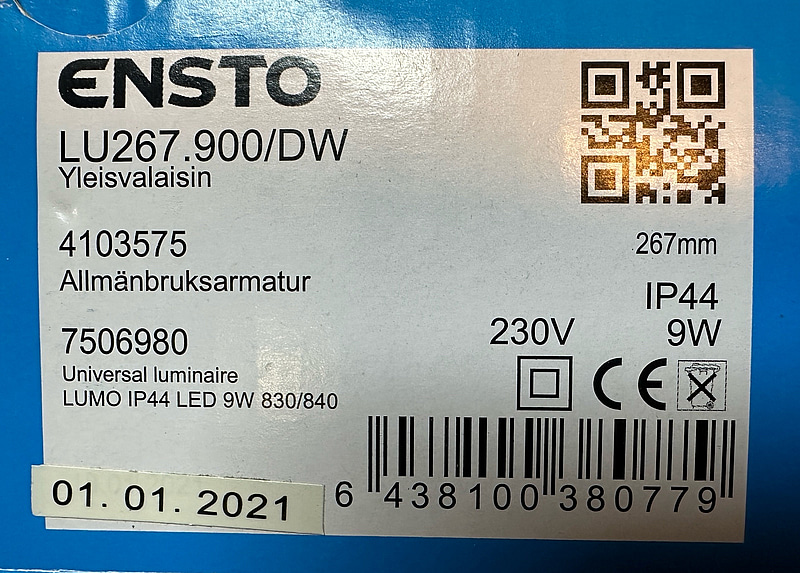 ENSTO
LU267.900/DW
Yleisvalaisin
4103575
267mm
Allmänbruksarmatur
IP44
7506980
230V
9W
Universal luminaire
LUMO IP44 LED 9W 830/840
CE
01. 01. 2021
6 438100 380779